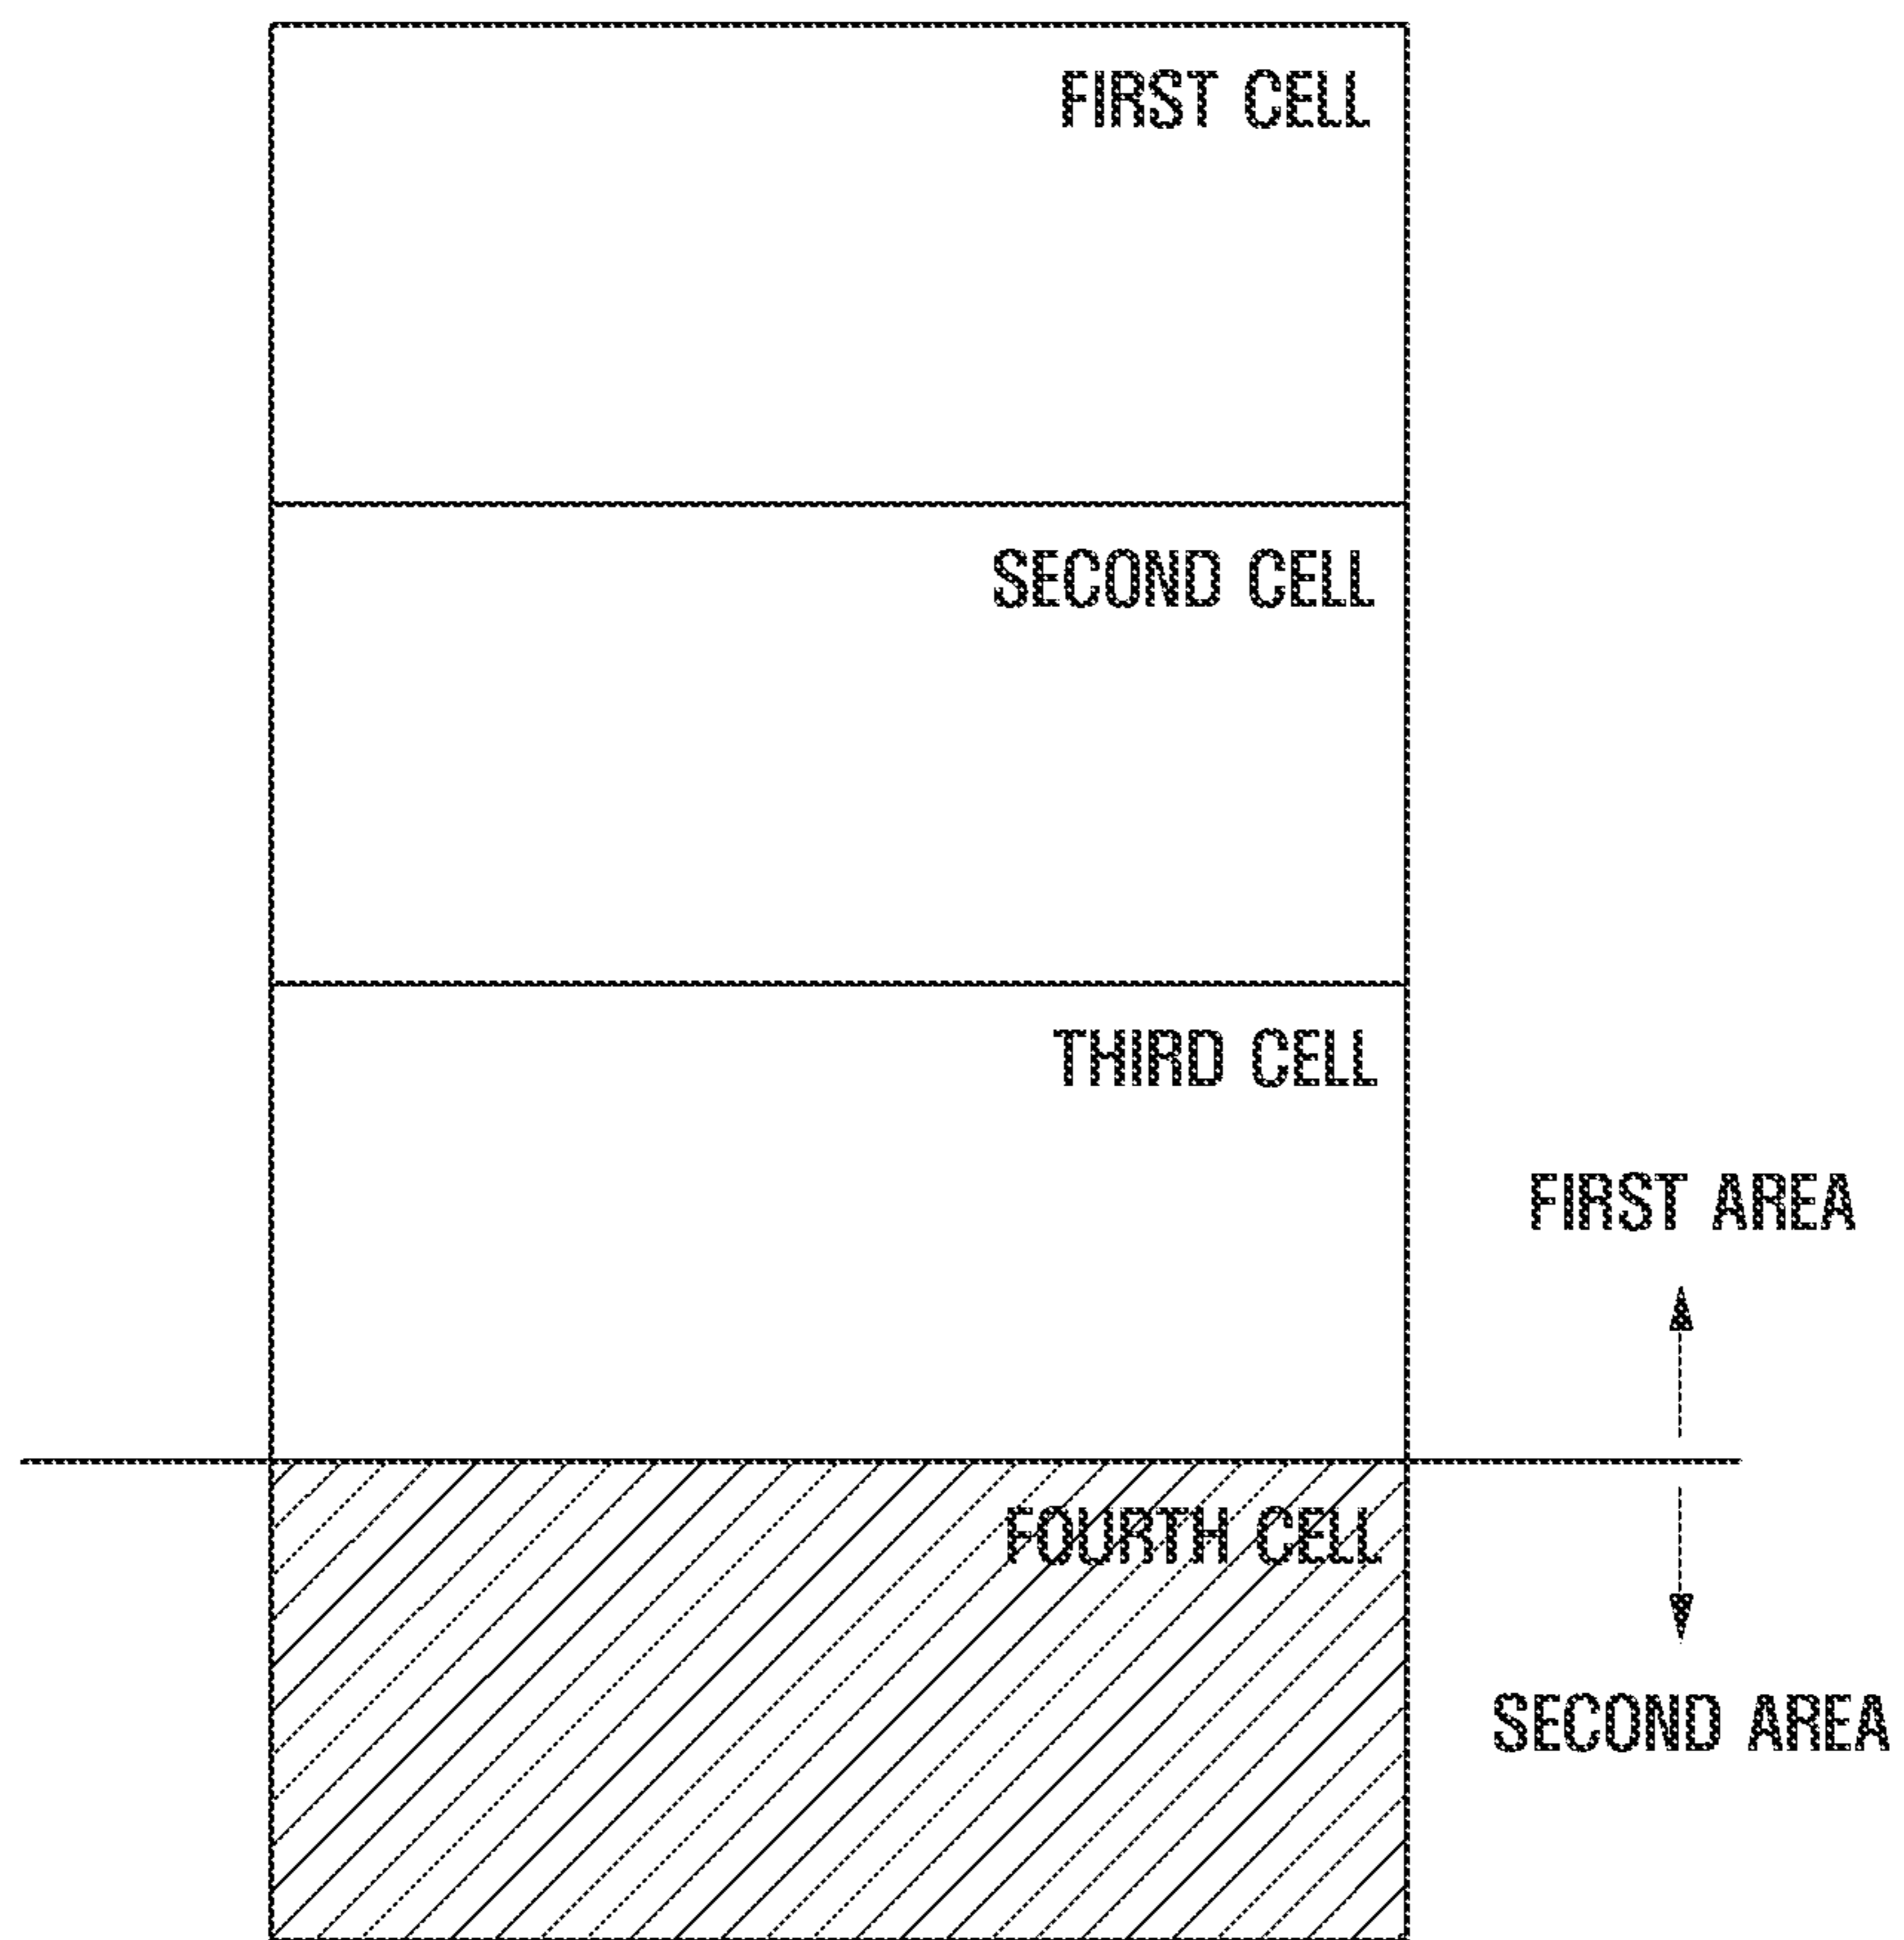 FIRST CELL
SECOND CELL
THIRD CELL
FIRST AREA
FOURTH CELL
SECOND AREA